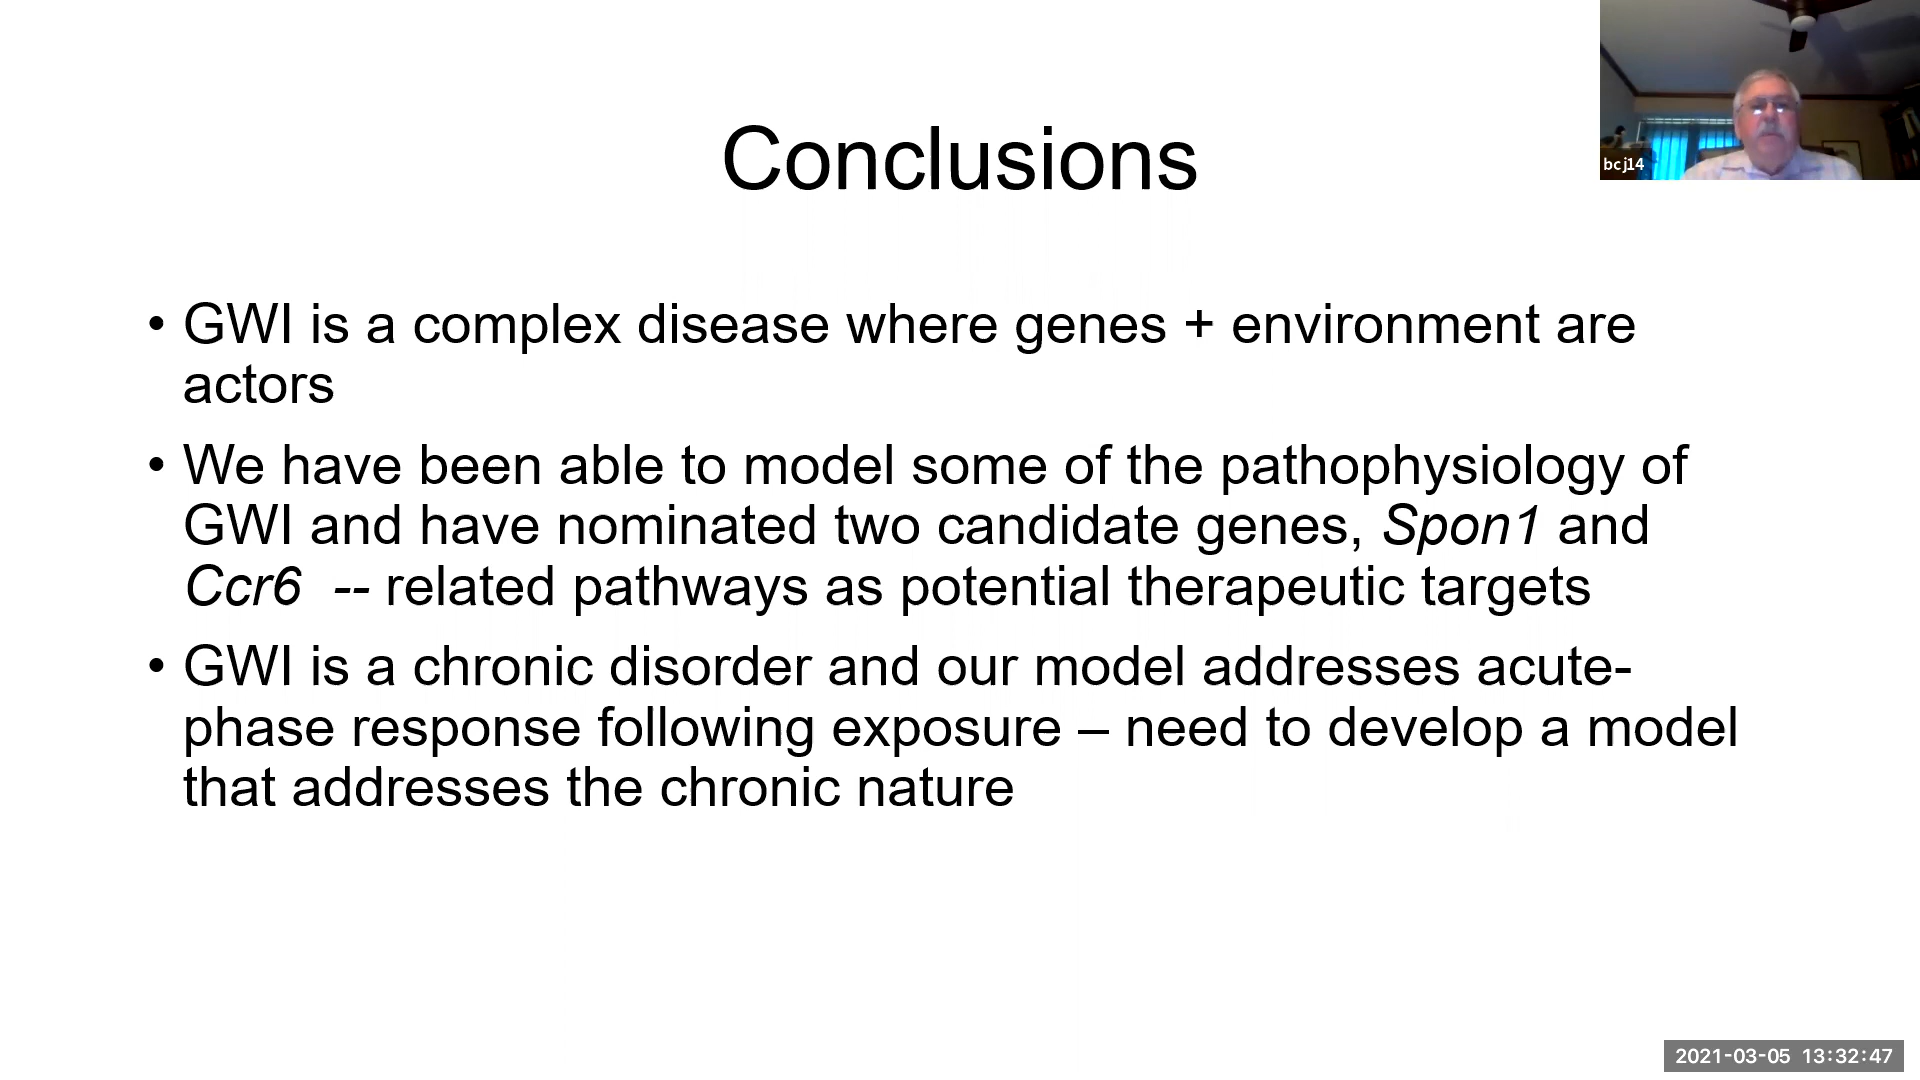 Conclusions
bcj14
• GWI is a complex disease where genes + environment are
actors
• We have been able to model some of the pathophysiology of
GWI and have nominated two candidate genes, Spon1 and
Ccr6  -- related pathways as potential therapeutic targets
• GWI is a chronic disorder and our model addresses acute-
phase response following exposure – need to develop a model
that addresses the chronic nature
2021-03-05 13:32:47